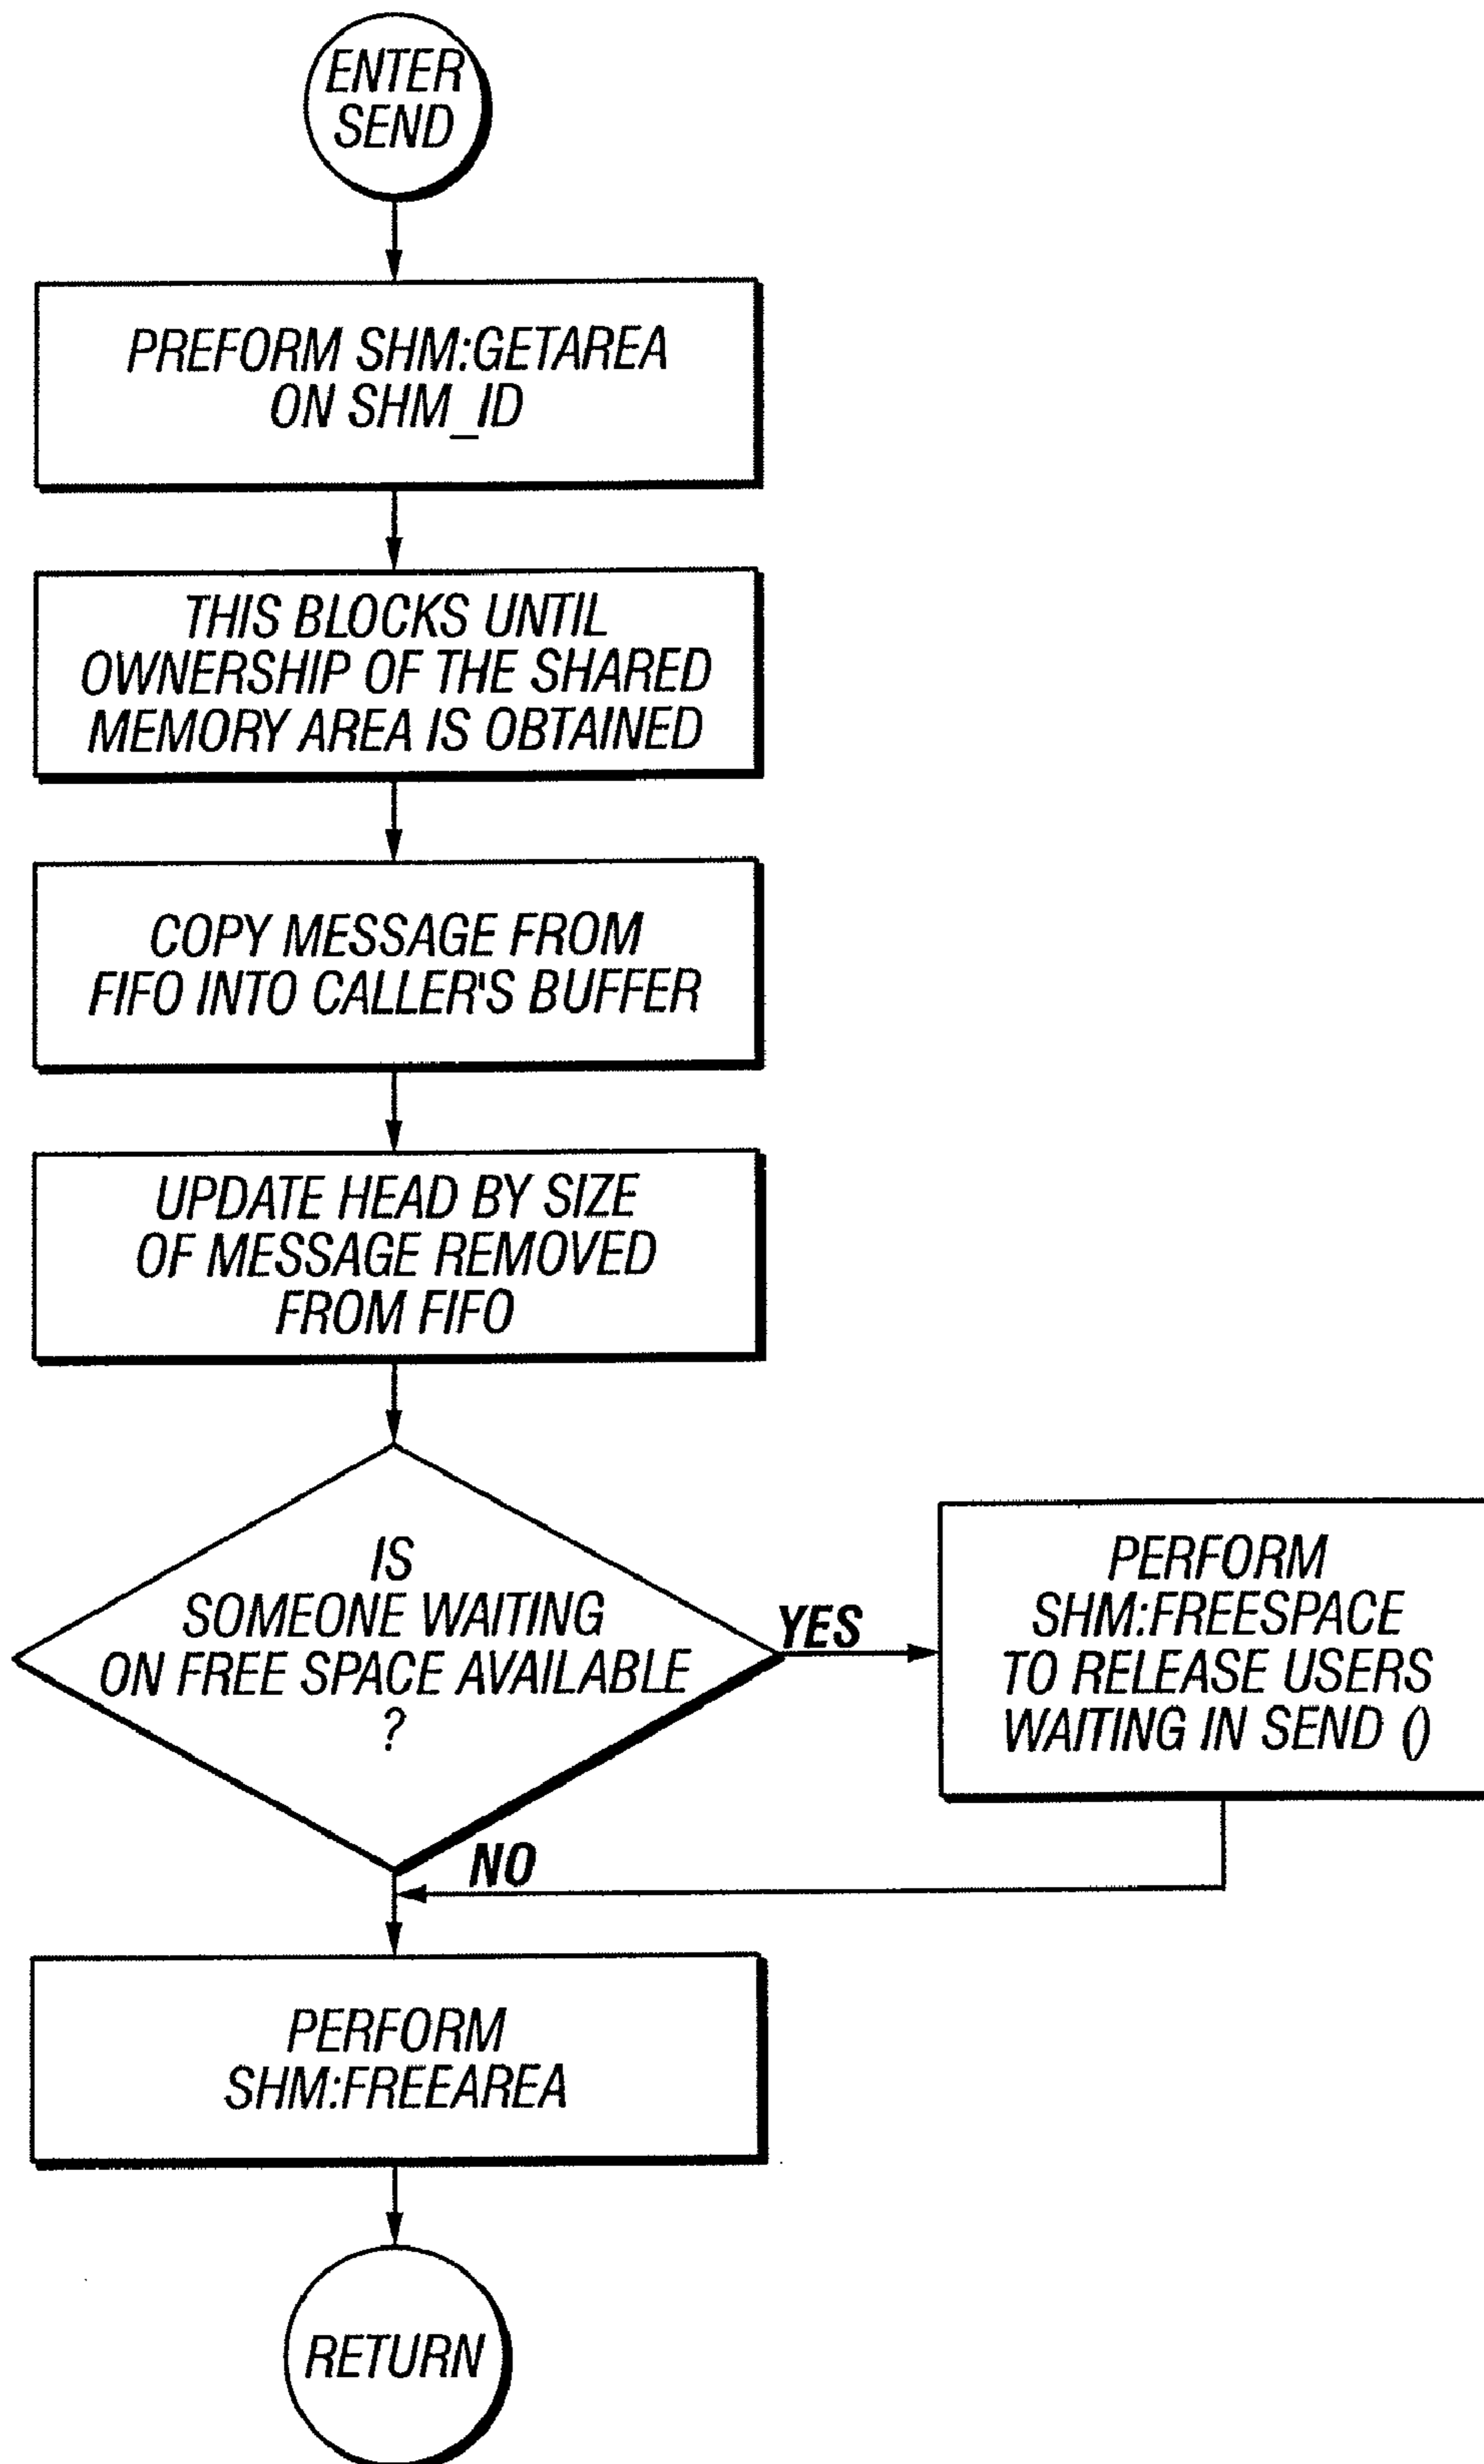 ENTER
SEND
PREFORM SHM:GETAREA
ON SHM_ID
THIS BLOCKS UNTIL
OWNERSHIP OF THE SHARED
MEMORY AREA IS OBTAINED
COPY MESSAGE FROM
FIFO INTO CALLER'S BUFFER
UPDATE HEAD BY SIZE
OF MESSAGE REMOVED
FROM FIFO
IS
SOMEONE WAITING
ON FREE SPACE AVAILABLE
?
YES
PERFORM
SHM:FREESPACE
TO RELEASE USERS
WAITING IN SEND ()
NO
PERFORM
SHM:FREEAREA
RETURN